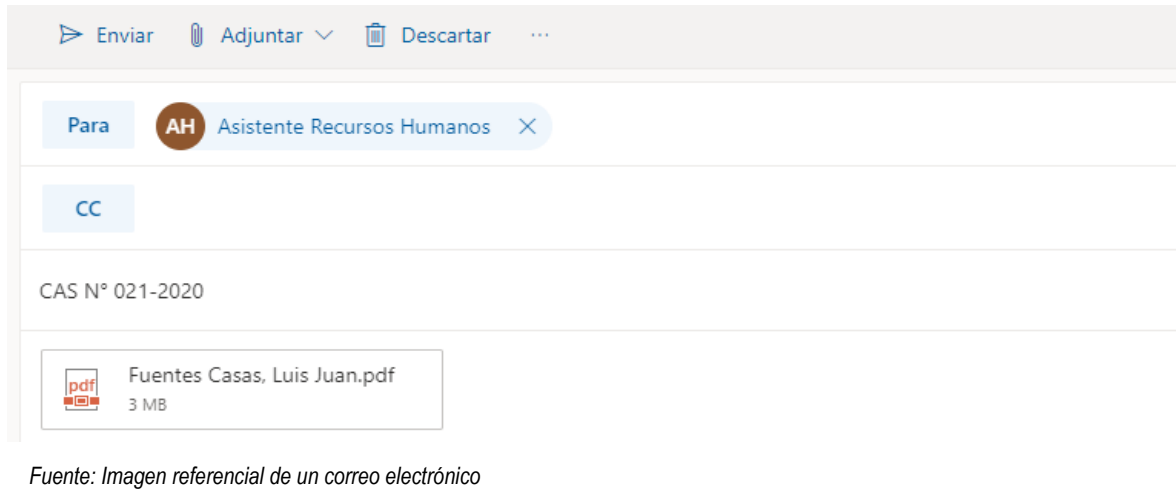 Enviar Adjuntar Descartar ...
Para AH Asistente Recursos Humanos
CC
CAS N° 021-2020
pdf Fuentes Casas, Luis Juan.pdf
3 MB
Fuente: Imagen referencial de un correo electrónico